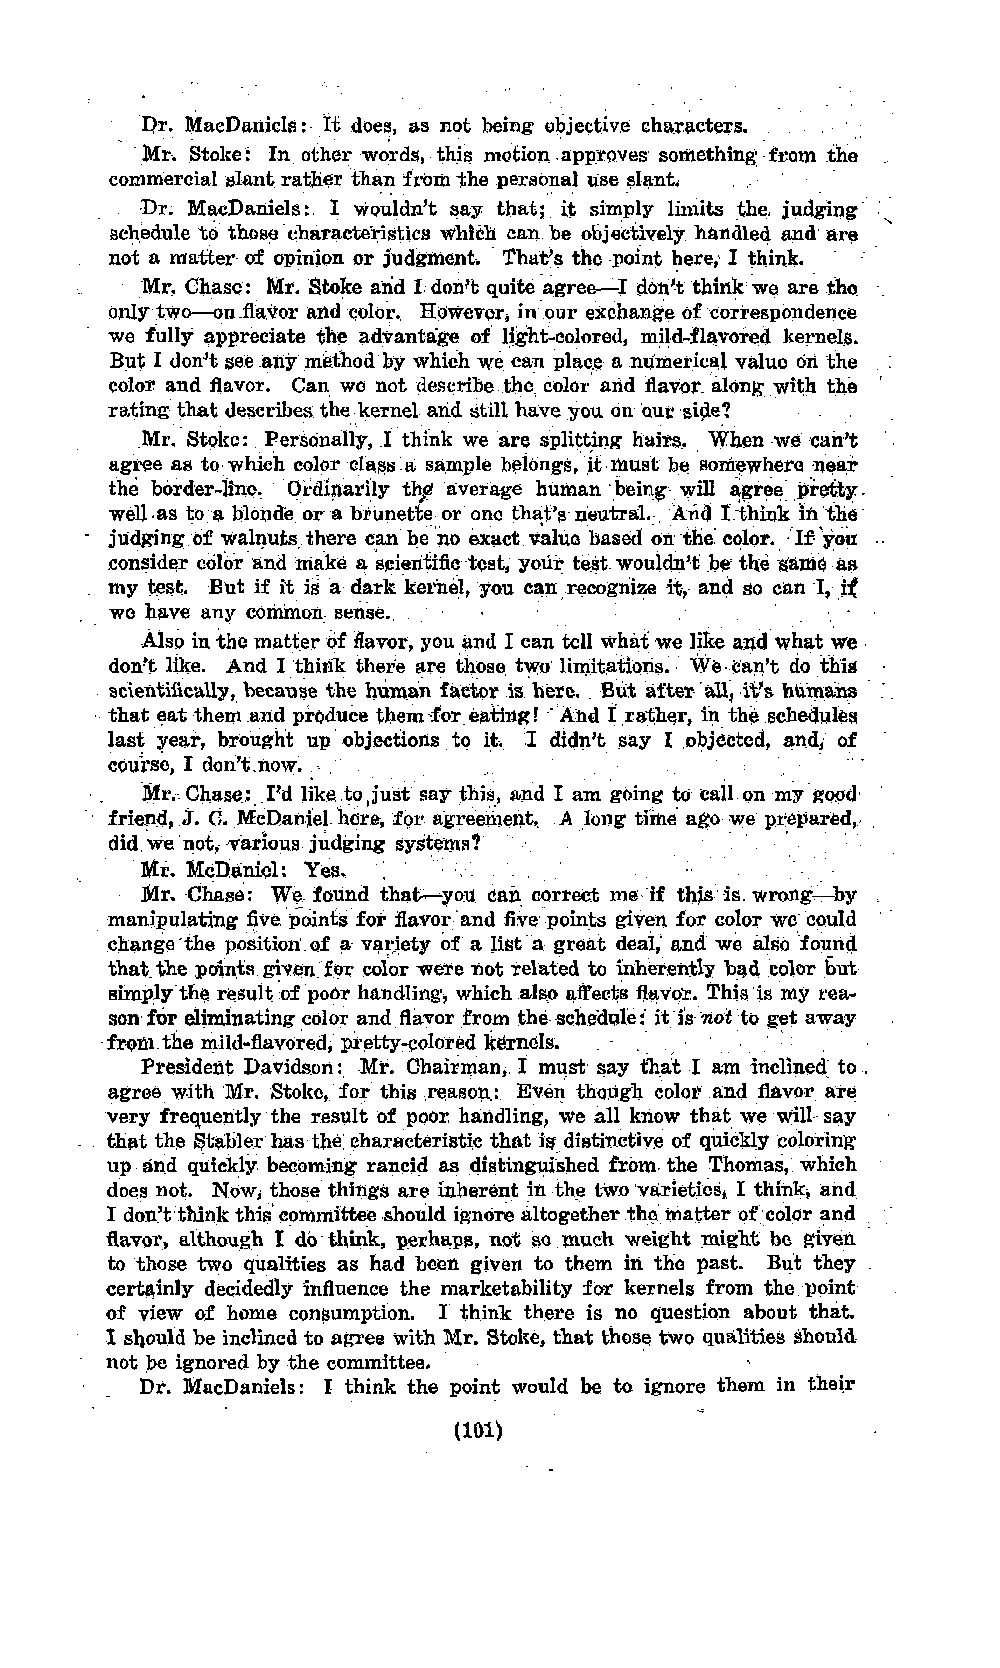 Dr. MacDaniels: It does, as not being objective characters.
Mr. Stoke: In other words, this motion approves something from the
commercial slant rather than from the personal use slant.
Dr. MacDaniels: I wouldn't say that; it simply limits the judging
schedule to those characteristics which can be objectively handled and are
not a matter of opinion or judgment. That's the point here, I think.
Mr. Chase: Mr. Stoke and I don't quite agree—I don't think we are the
only two—on flavor and color. However, in our exchange of correspondence
we fully appreciate the advantage of light-colored, mild-flavored kernels.
But I don't see any method by which we can place a numerical value on the
color and flavor. Can we not describe the color and flavor along with the
rating that describes the kernel and still have you on our side?
Mr. Stoke: Personally, I think we are splitting hairs. When we can't
agree as to which color class a sample belongs, it must be somewhere near
the border-line. Ordinarily the average human being will agree pretty
well as to a blonde or a brunette or one that's neutral. And I think in the
judging of walnuts there can be no exact value based on the color. If you
consider color and make a scientific test, your test wouldn't be the same as
my test. But if it is a dark kernel, you can recognize it, and so can I, if
we have any common sense.
Also in the matter of flavor, you and I can tell what we like and what we
don't like. And I think there are those two limitations. We can't do this
scientifically, because the human factor is here. But after all, it's humans
that eat them and produce them for eating! And I rather, in the schedules
last year, brought up objections to it. I didn't say I objected, and, of
course, I don't now.
Mr. Chase: I'd like to just say this, and I am going to call on my good
friend, J. C. McDaniel here, for agreement. A long time ago we prepared,
did we not, various judging systems?
Mr. McDaniel: Yes.
Mr. Chase: We found that—you can correct me if this is wrong—by
manipulating five points for flavor and five points given for color we could
change the position of a variety of a list a great deal, and we also found
that the points given for color were not related to inherently bad color but
simply the result of poor handling, which also affects flavor. This is my rea-
son for eliminating color and flavor from the schedule: it is not to get away
from the mild-flavored, pretty-colored kernels.
President Davidson: Mr. Chairman, I must say that I am inclined to
agree with Mr. Stoke, for this reason: Even though color and flavor are
very frequently the result of poor handling, we all know that we will say
that the Stabler has the characteristic that is distinctive of quickly coloring
up and quickly becoming rancid as distinguished from the Thomas, which
does not. Now, those things are inherent in the two varieties, I think, and
I don't think this committee should ignore altogether the matter of color and
flavor, although I do think, perhaps, not so much weight might be given
to those two qualities as had been given to them in the past. But they
certainly decidedly influence the marketability for kernels from the point
of view of home consumption. I think there is no question about that.
I should be inclined to agree with Mr. Stoke, that those two qualities should
not be ignored by the committee.
Dr. MacDaniels: I think the point would be to ignore them in their
(101)